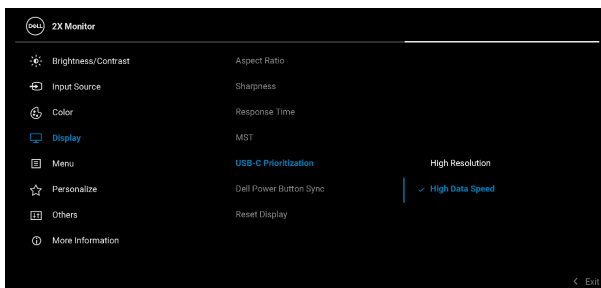 DELL 2X Monitor
Brightness/Contrast
Input Source
Color
Display
Menu
Personalize
Others
More Information
Aspect Ratio
Sharpness
Response Time
MST
USB-C Prioritization
Dell Power Button Sync
Reset Display
High Resolution
High Data Speed
Exit